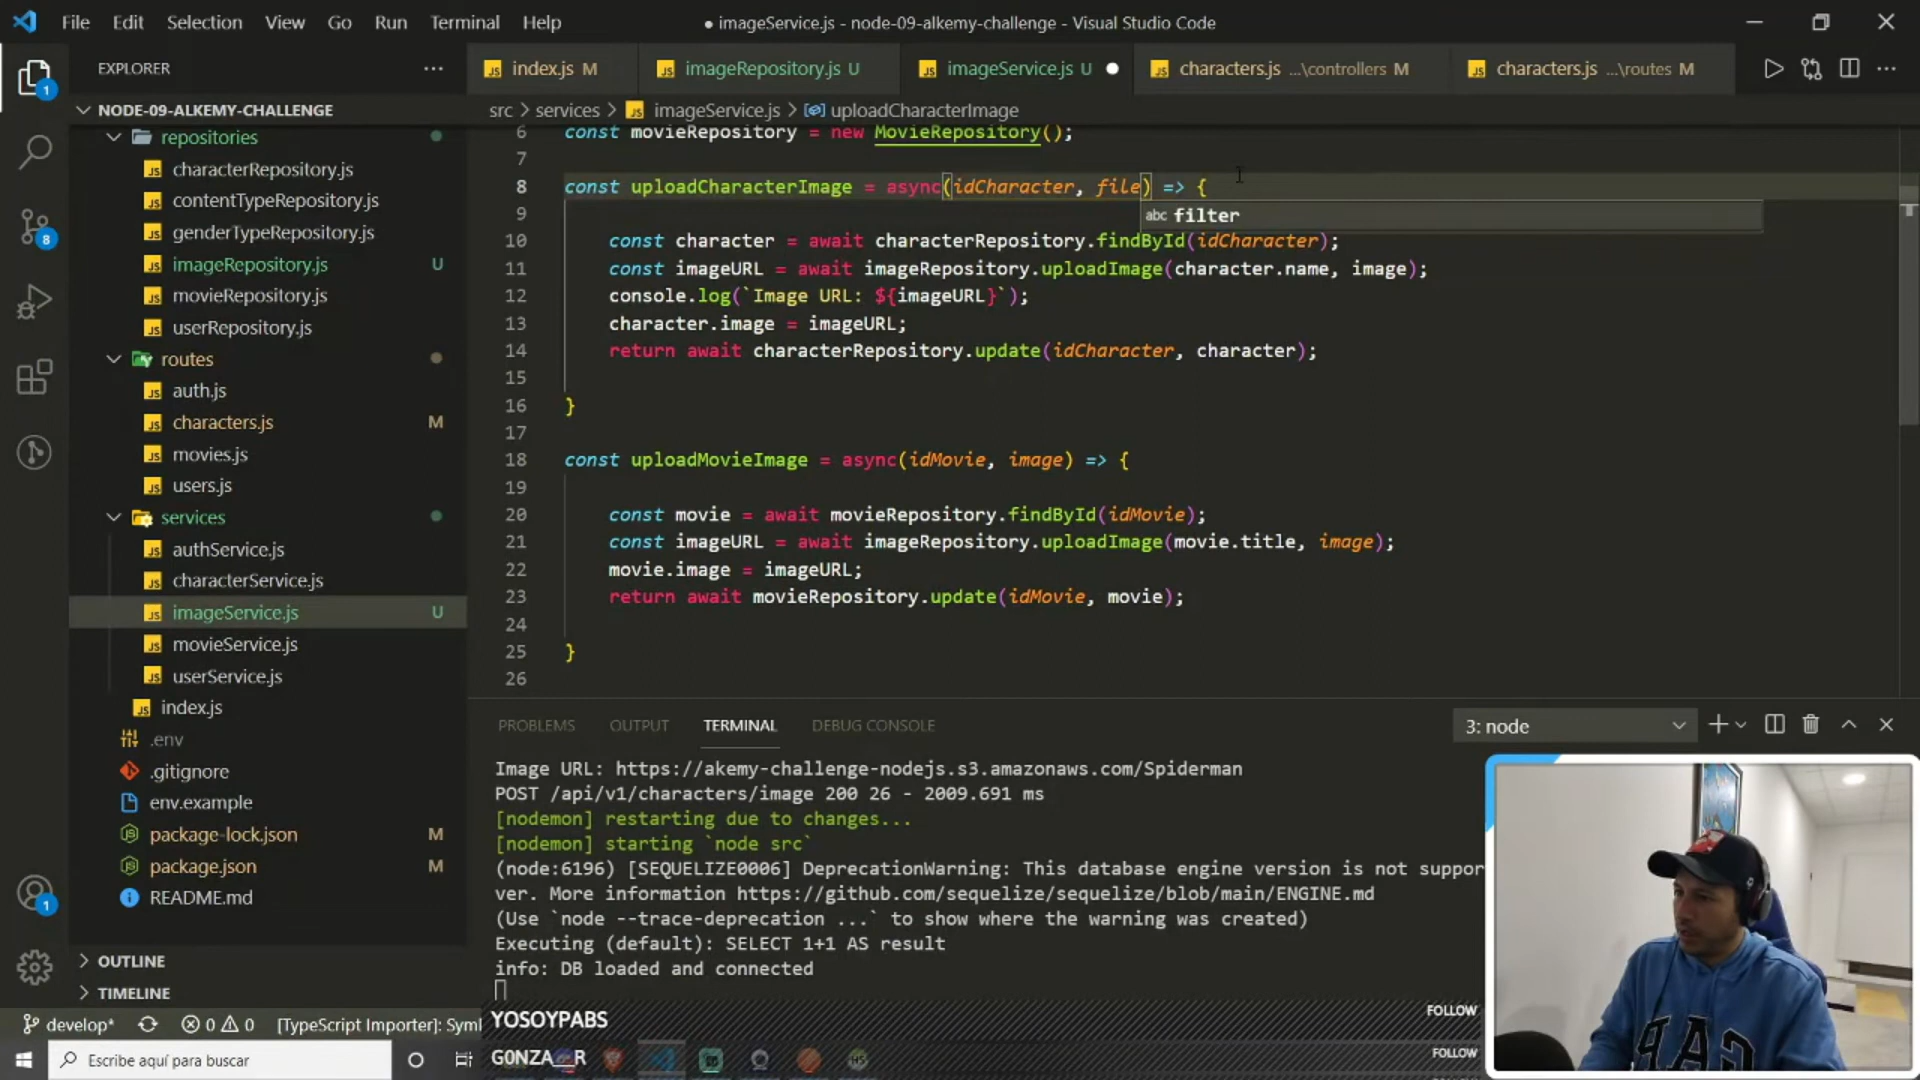 File Edit Selection View Go Run Terminal Help
● imageService.js - node-09-alkemy-challenge - Visual Studio Code
EXPLORER
index.js M
imageRepository.js U
imageService.js U
characters.js ...\controllers M
characters.js ...\routes M
NODE-09-ALKEMY-CHALLENGE
src > services > imageService.js > uploadCharacterImage
repositories
characterRepository.js
contentTypeRepository.js
genderTypeRepository.js
imageRepository.js U
movieRepository.js
userRepository.js
routes
auth.js
characters.js M
movies.js
users.js
services
authService.js
characterService.js
imageService.js U
movieService.js
userService.js
index.js
.env
.gitignore
env.example
package-lock.json M
package.json M
README.md
OUTLINE
TIMELINE
1
8
1
6 const movieRepository = new MovieRepository();
7
8 const uploadCharacterImage = async(idCharacter, file) => {
abc filter
9
10 const character = await characterRepository.findById(idCharacter);
11 const imageURL = await imageRepository.uploadImage(character.name, image);
12 console.log(`Image URL: ${imageURL}`);
13 character.image = imageURL;
14 return await characterRepository.update(idCharacter, character);
15
16 }
17
18 const uploadMovieImage = async(idMovie, image) => {
19
20 const movie = await movieRepository.findById(idMovie);
21 const imageURL = await imageRepository.uploadImage(movie.title, image);
22 movie.image = imageURL;
23 return await movieRepository.update(idMovie, movie);
24
25 }
26
PROBLEMS OUTPUT TERMINAL DEBUG CONSOLE
3: node
Image URL: https://akemy-challenge-nodejs.s3.amazonaws.com/Spiderman
POST /api/v1/characters/image 200 26 - 2009.691 ms
[nodemon] restarting due to changes...
[nodemon] starting `node src`
(node:6196) [SEQUELIZE0006] DeprecationWarning: This database engine version is not suppor
ver. More information https://github.com/sequelize/sequelize/blob/main/ENGINE.md
(Use `node --trace-deprecation ...` to show where the warning was created)
Executing (default): SELECT 1+1 AS result
info: DB loaded and connected
YOSOYPABS FOLLOW
G0NZA__R FOLLOW
develop* 0 0 [TypeScript Importer]: Syml
Escribe aquí para buscar
GAP